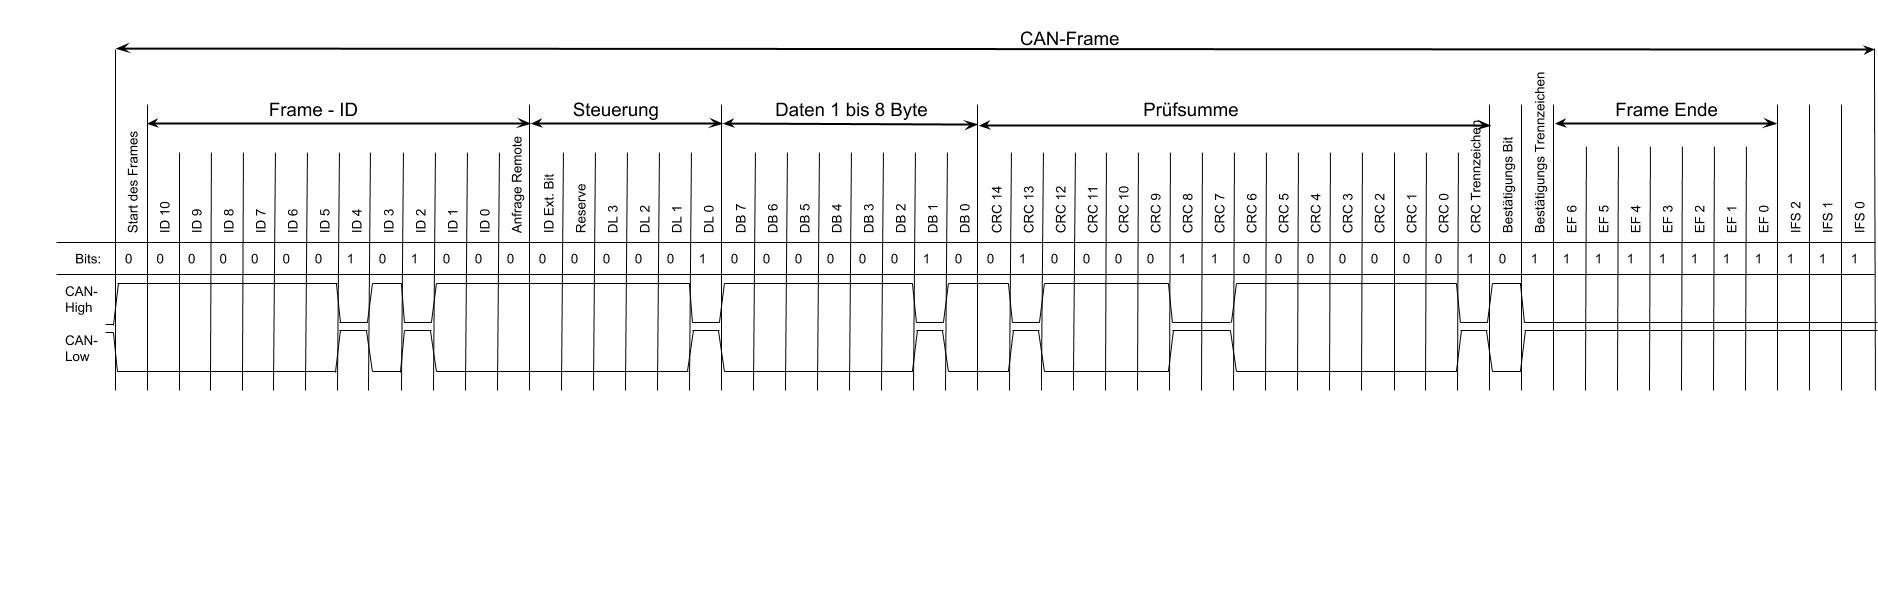 CAN-Frame
Frame - ID
Steuerung
Daten 1 bis 8 Byte
Prüfsumme
Frame Ende
Start des Frames
ID 10
ID 9
ID 8
ID 7
ID 6
ID 5
ID 4
ID 3
ID 2
ID 1
ID 0
Anfrage Remote
ID Ext. Bit
Reserve
DL 3
DL 2
DL 1
DL 0
DB 7
DB 6
DB 5
DB 4
DB 3
DB 2
DB 1
DB 0
CRC 14
CRC 13
CRC 12
CRC 11
CRC 10
CRC 9
CRC 8
CRC 7
CRC 6
CRC 5
CRC 4
CRC 3
CRC 2
CRC 1
CRC 0
CRC Trennzeichen
Bestätigungs Bit
Bestätigungs Trennzeichen
EF 6
EF 5
EF 4
EF 3
EF 2
EF 1
EF 0
IFS 2
IFS 1
IFS 0
Bits: 0 0 0 0 0 0 0 1 0 1 0 0 0 0 0 0 0 0 1 0 0 0 0 0 0 1 0 0 1 0 0 0 0 1 1 0 0 0 0 0 0 0 1 0 1 1 1 1 1 1 1 1 1 1 1
CAN-
High
CAN-
Low